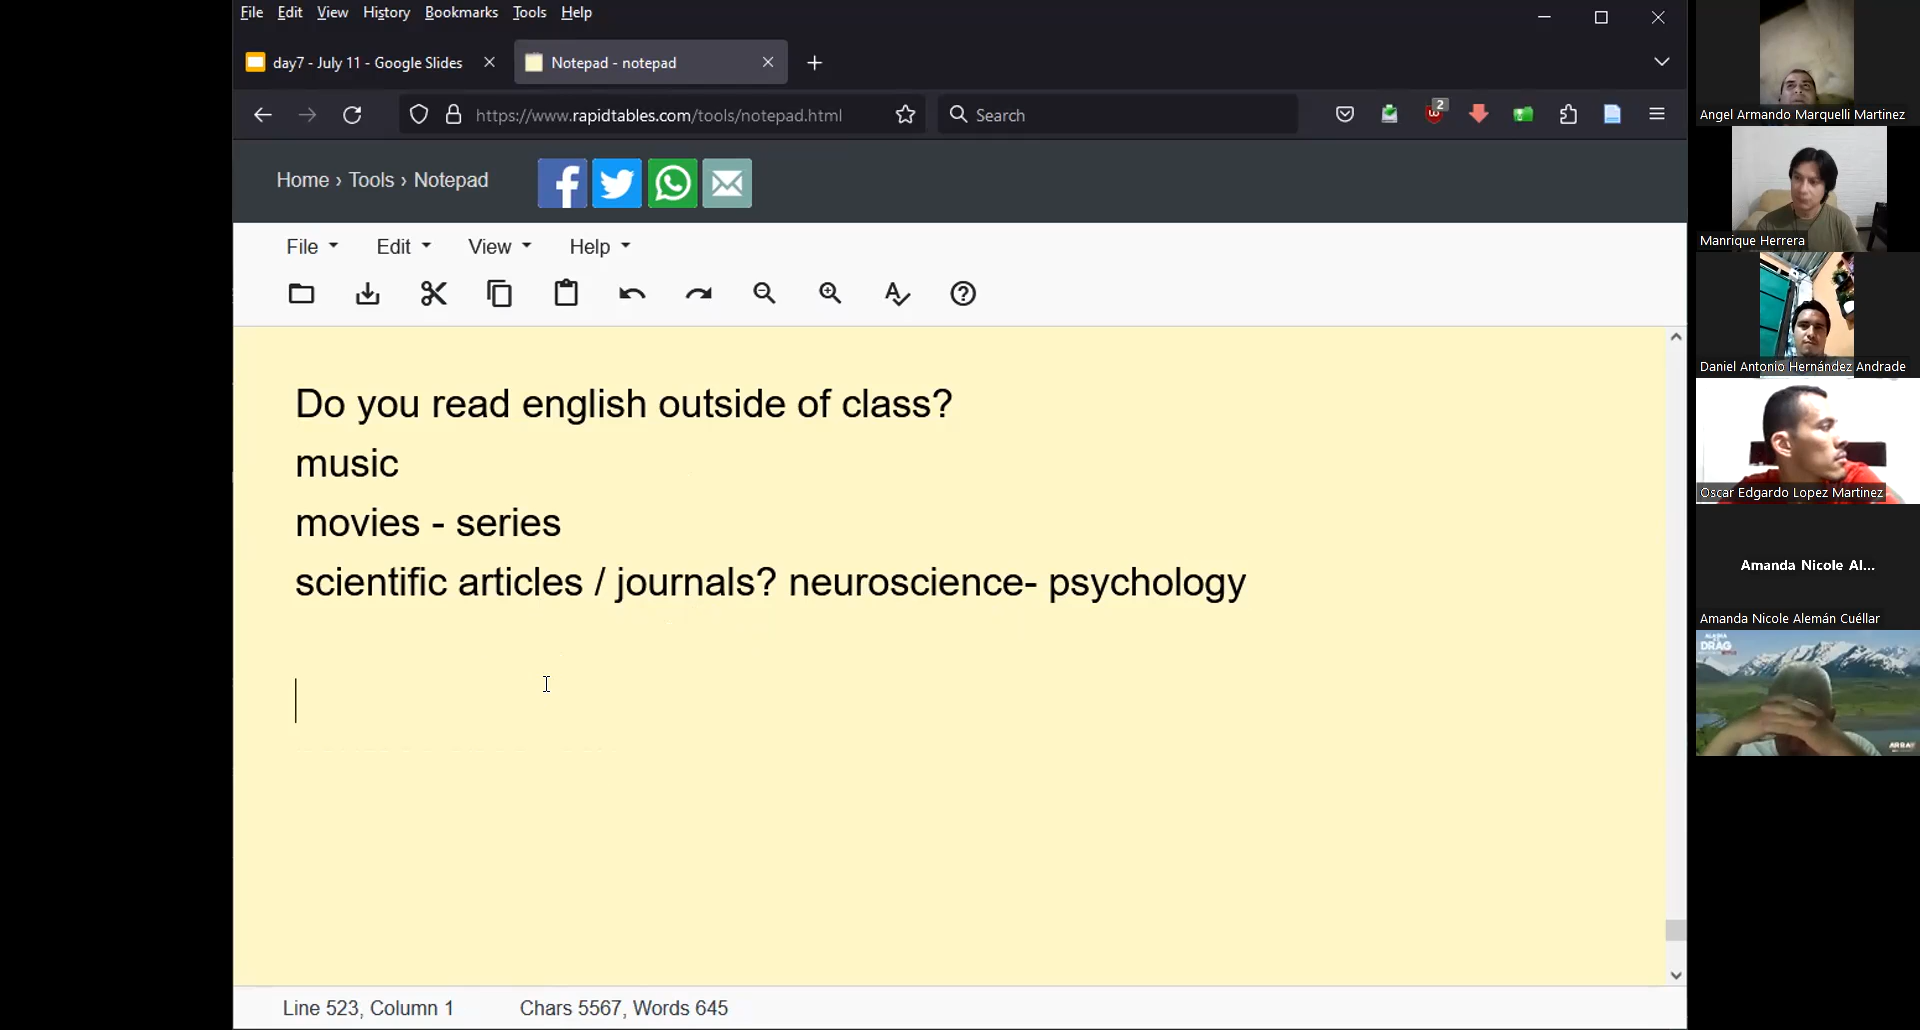 File Edit View History Bookmarks Tools Help
day7 - July 11 - Google Slides
Notepad - notepad
https://www.rapidtables.com/tools/notepad.html
Search
2
Home › Tools › Notepad
File Edit View Help
Do you read english outside of class?
music
movies - series
scientific articles / journals? neuroscience- psychology
Line 523, Column 1
Chars 5567, Words 645
Angel Armando Marquelli Martinez
Manrique Herrera
Daniel Antonio Hernández Andrade
Oscar Edgardo Lopez Martinez
Amanda Nicole Al...
Amanda Nicole Alemán Cuéllar
DRAG